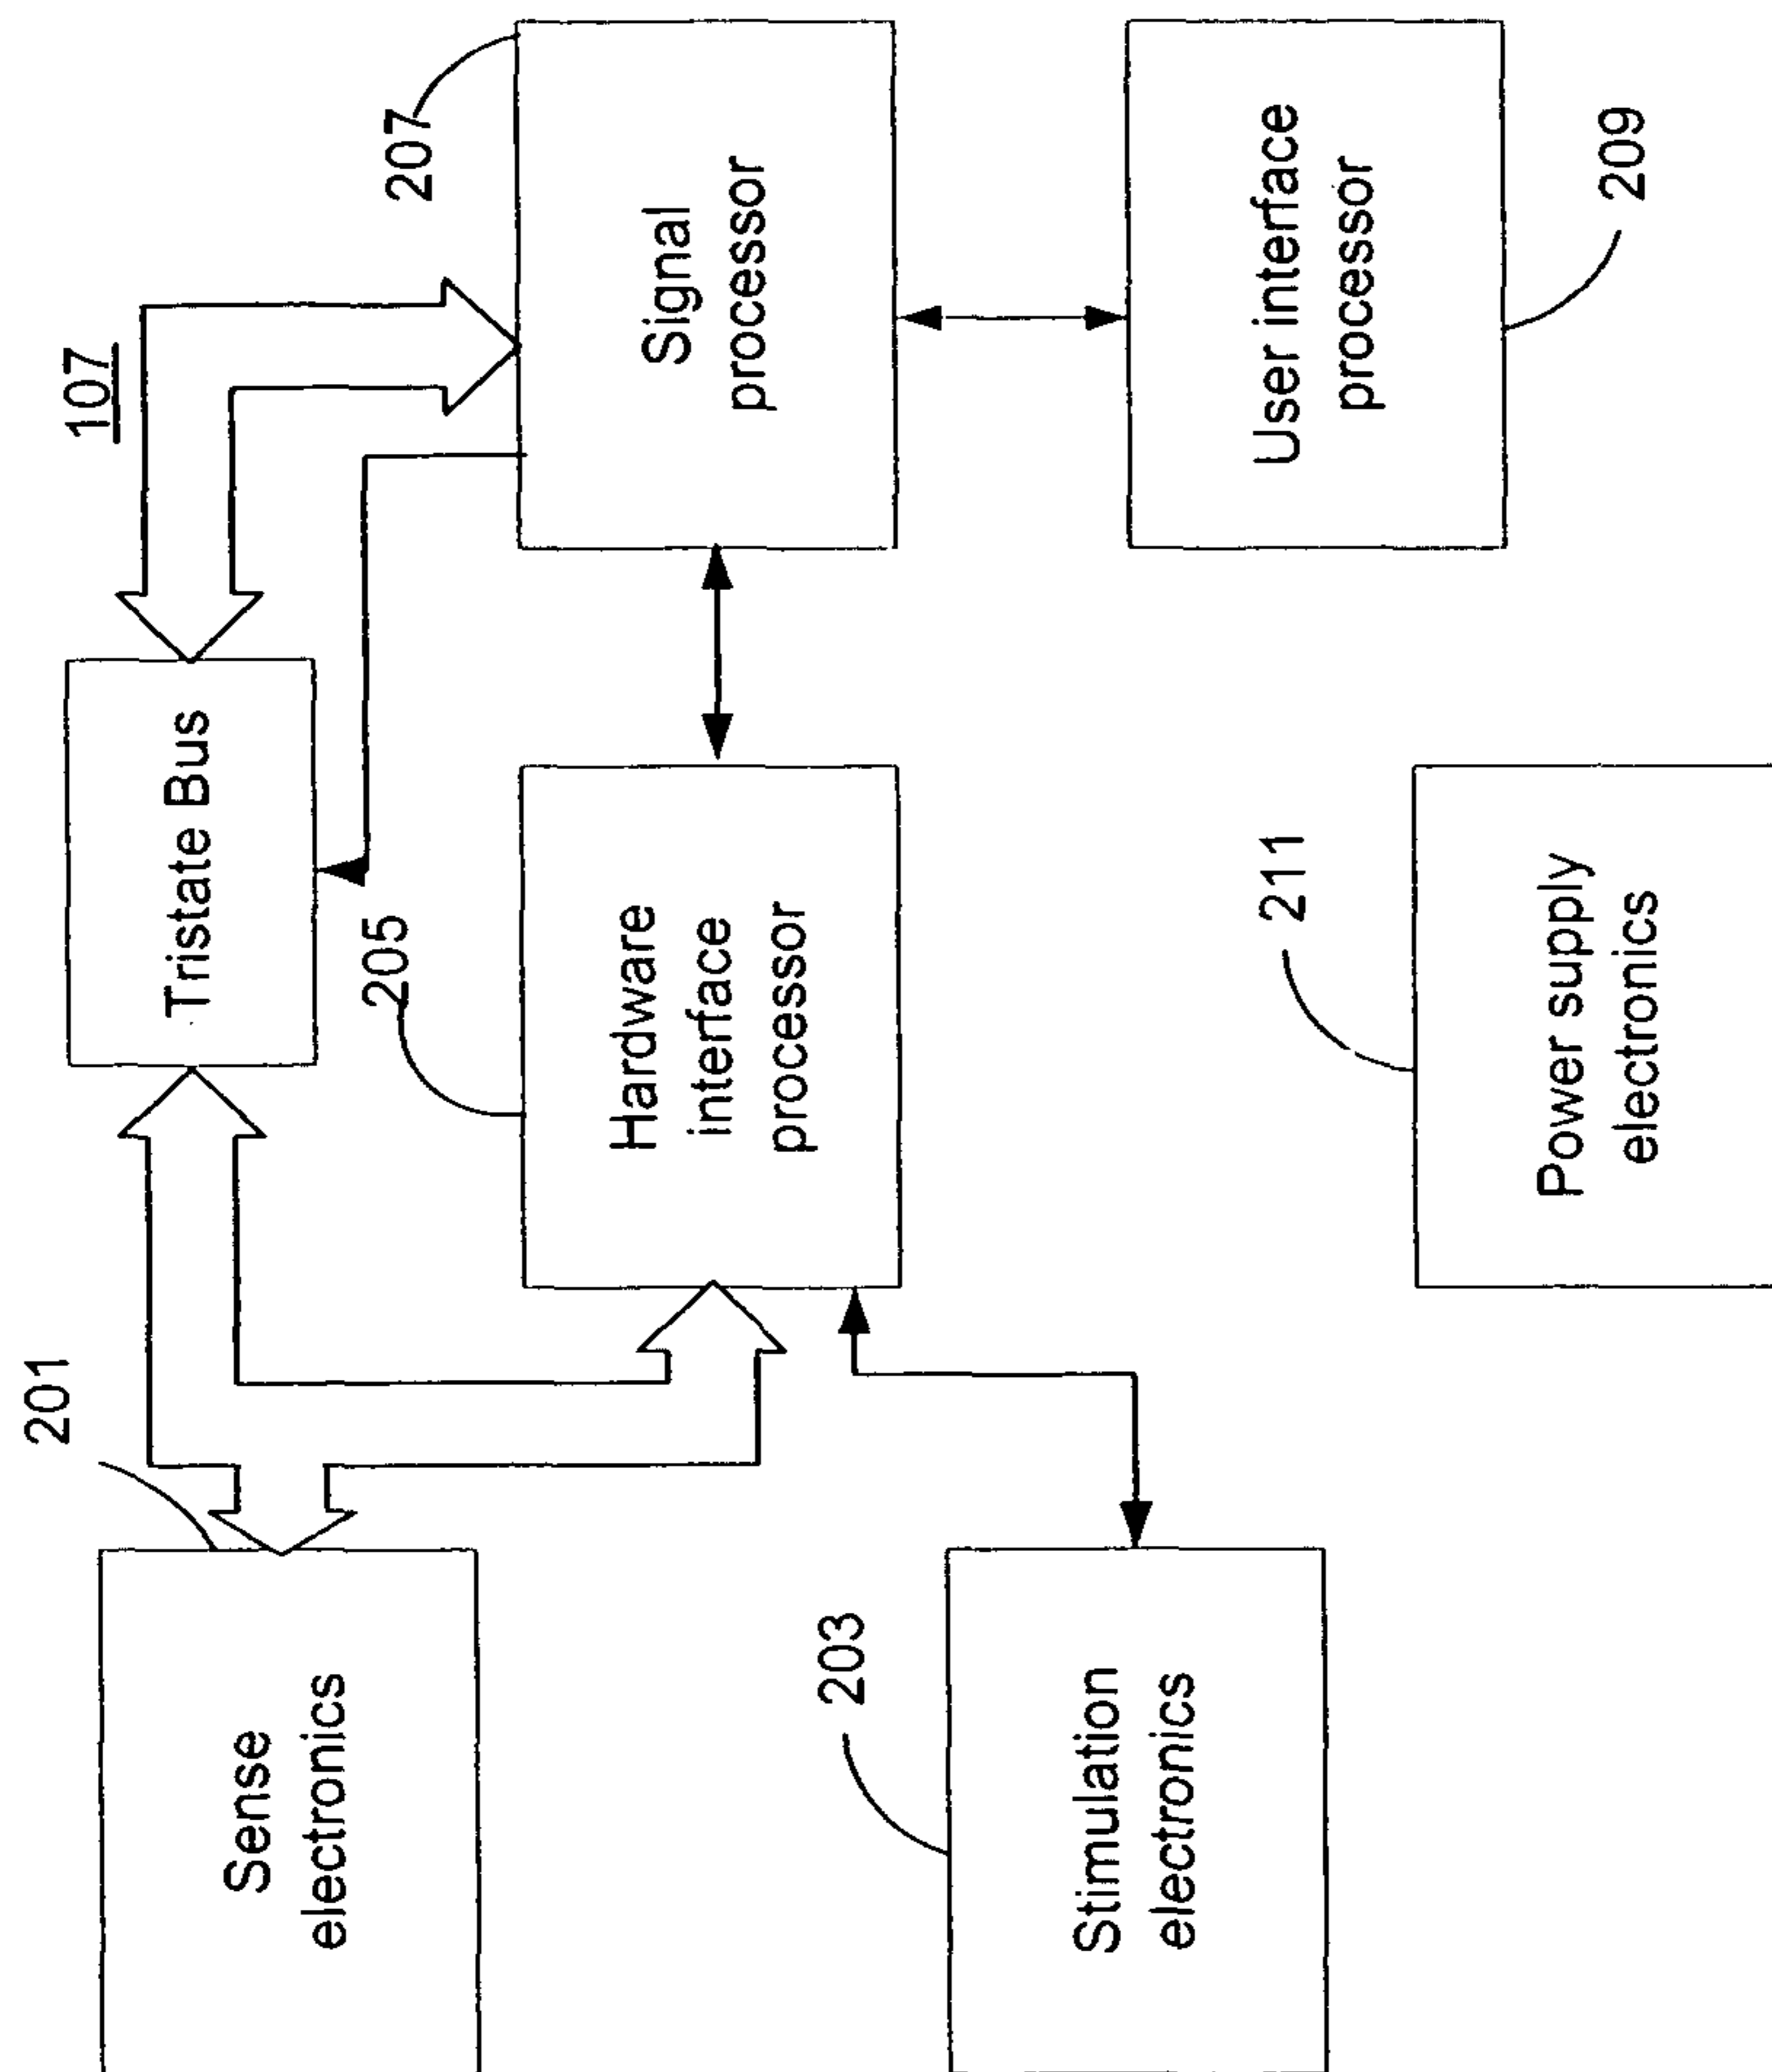 201
107
Tristate Bus
Sense
electronics
205
207
Hardware
interface
processor
Signal
processor
203
Stimulation
electronics
User interface
processor
211
209
Power supply
electronics